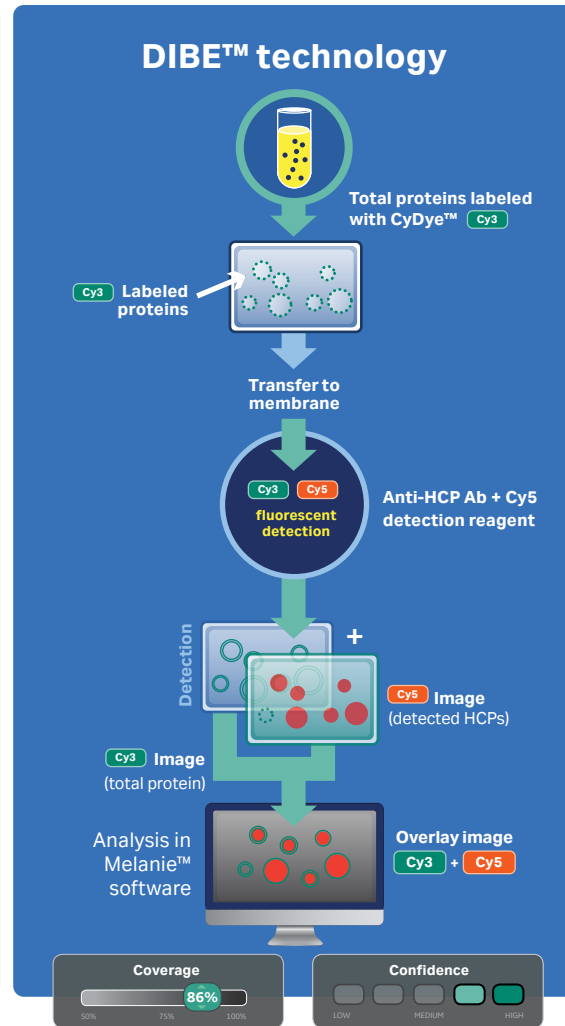 DIBE™ technology
Total proteins labeled
with CyDye™ Cy3
Cy3 Labeled
proteins
Transfer to
membrane
Cy3 Cy5
fluorescent
detection
Anti-HCP Ab + Cy5
detection reagent
Detection
+
Cy5 Image
(detected HCPs)
Cy3 Image
(total protein)
Analysis in
Melanie™
software
Overlay image
Cy3 + Cy5
Coverage
86%
50% 75% 100%
Confidence
LOW MEDIUM HIGH